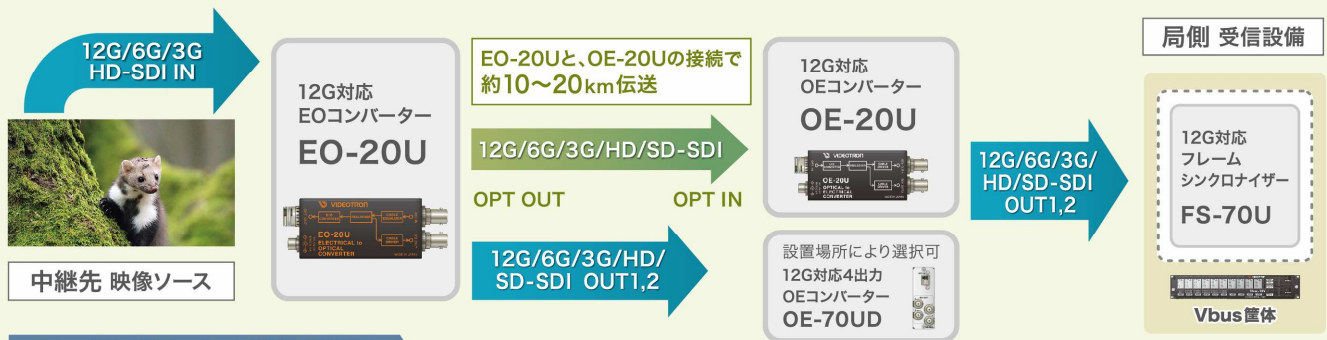 12G/6G/3G
HD-SDI IN
中継先 映像ソース
12G対応
EOコンバーター
EO-20U
VIDEOTRON
EO-20U
ELECTRICAL to
OPTICAL
CONVERTER
EO-20Uと、OE-20Uの接続で
約10〜20km伝送
12G/6G/3G/HD/SD-SDI
OPT OUT
OPT IN
12G/6G/3G/HD/
SD-SDI OUT1,2
12G対応
OEコンバーター
OE-20U
VIDEOTRON
OE-20U
OPTICAL to
ELECTRICAL
CONVERTER
設置場所により選択可
12G対応4出力
OEコンバーター
OE-70UD
12G/6G/3G/
HD/SD-SDI
OUT1,2
局側 受信設備
12G対応
フレーム
シンクロナイザー
FS-70U
Vbus筐体